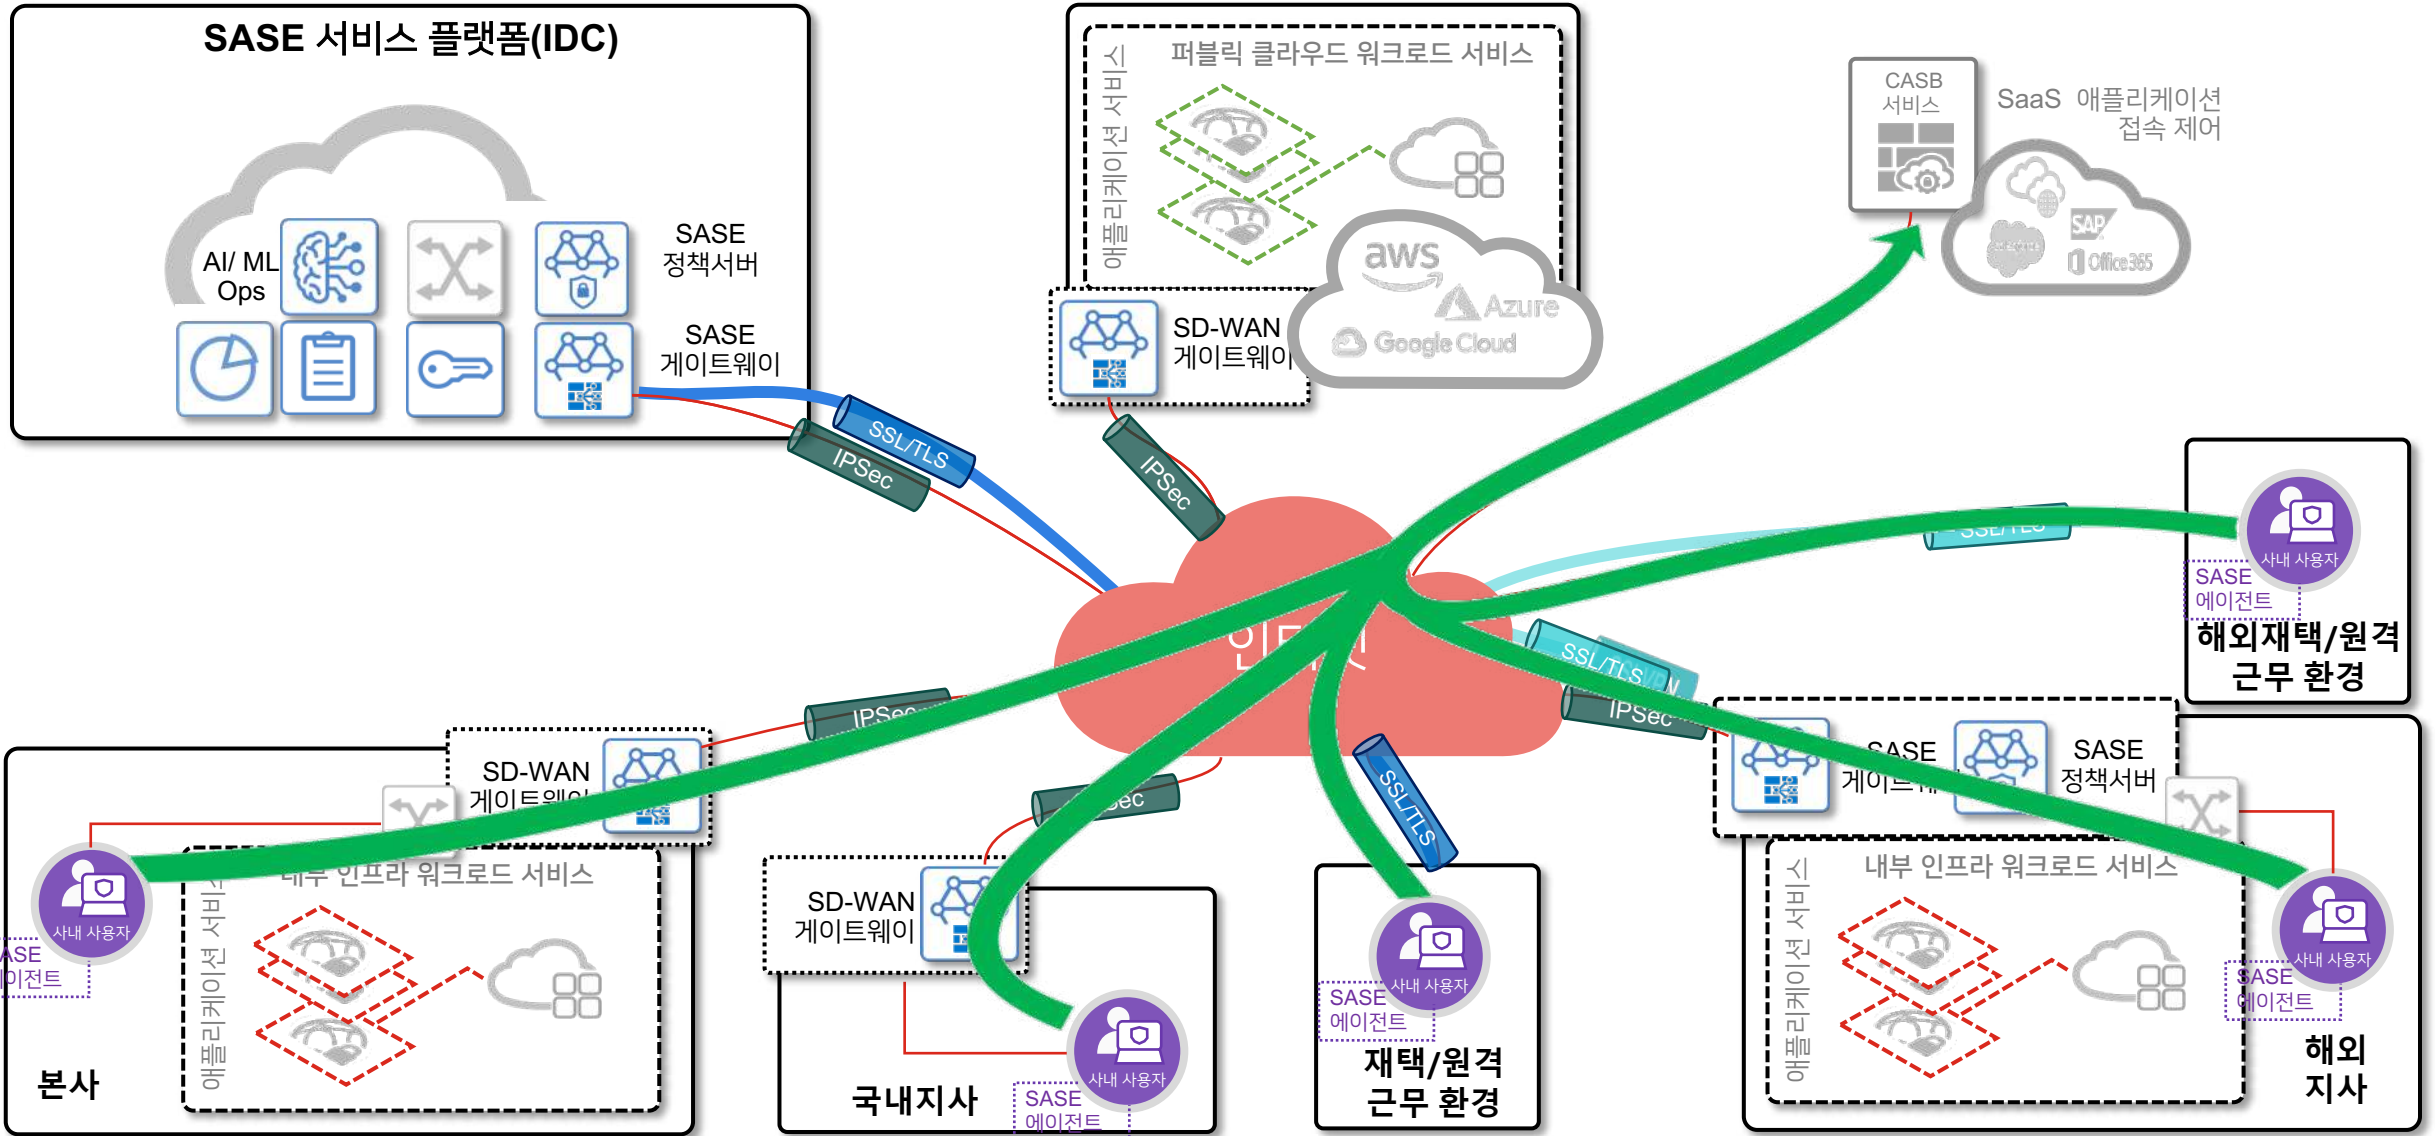 SASE 서비스 플랫폼(IDC)
AI/ ML
Ops
SASE
정책서버
SASE
게이트웨이
SSL/TLS
IPSec
퍼블릭 클라우드 워크로드 서비스
애플리케이션 서비스
SD-WAN
게이트웨이
aws
Azure
Google Cloud
IPSec
CASB
서비스
SaaS 애플리케이션
접속 제어
SAP
Office 365
SSL/TLS
사내 사용자
SASE
에이전트
해외재택/원격
근무 환경
SSL/TLS
IPSec
IPSec
SD-WAN
게이트웨이
내부 인프라 워크로드 서비스
애플리케이션 서비스
사내 사용자
본사
SD-WAN
게이트웨이
사내 사용자
SASE
에이전트
국내지사
SSL/TLS
사내 사용자
SASE
에이전트
재택/원격
근무 환경
SASE
SASE
정책서버
내부 인프라 워크로드 서비스
애플리케이션 서비스
사내 사용자
SASE
에이전트
해외
지사